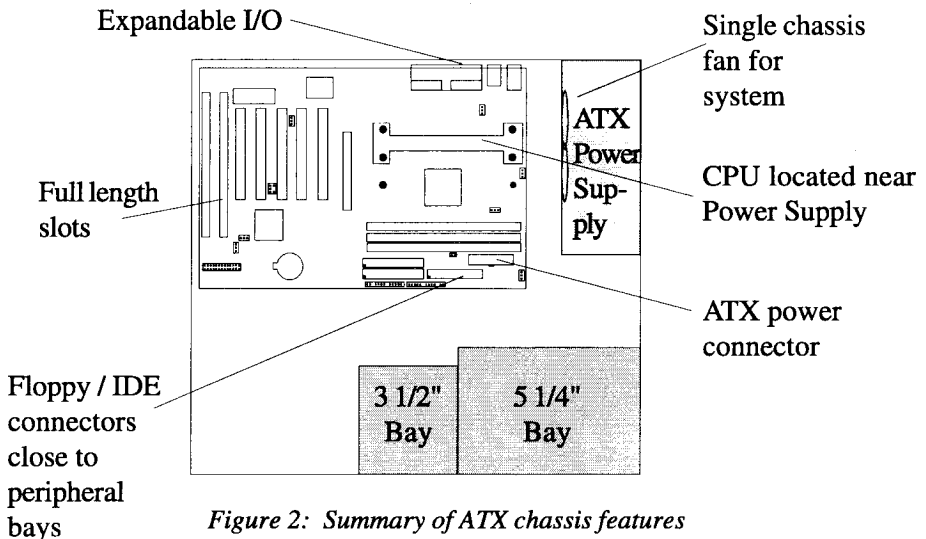 Expandable I/O
Single chassis
fan for
system
ATX
Power
Sup-
ply
Full length
slots
CPU located near
Power Supply
ATX power
connector
Floppy / IDE
connectors
close to
peripheral
bays
3 1/2"
Bay
5 1/4"
Bay
Figure 2: Summary of ATX chassis features